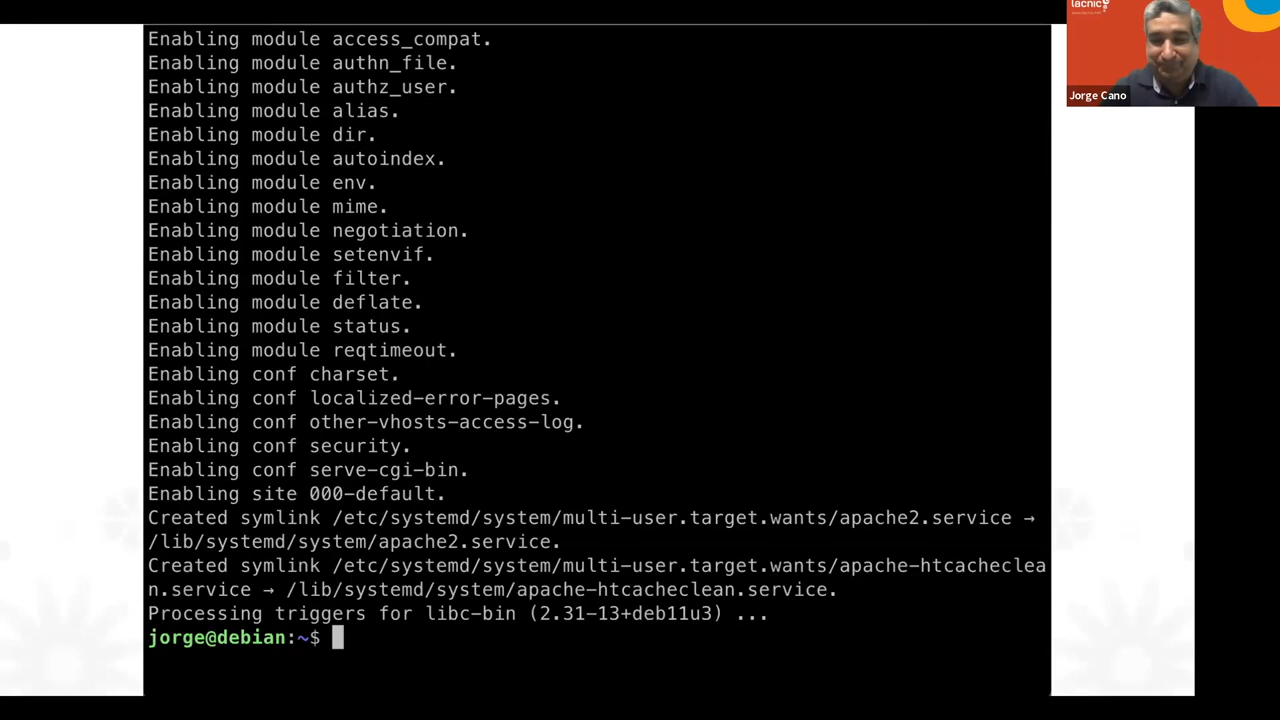 Enabling module access_compat.
Enabling module authn_file.
Enabling module authz_user.
Enabling module alias.
Enabling module dir.
Enabling module autoindex.
Enabling module env.
Enabling module mime.
Enabling module negotiation.
Enabling module setenvif.
Enabling module filter.
Enabling module deflate.
Enabling module status.
Enabling module reqtimeout.
Enabling conf charset.
Enabling conf localized-error-pages.
Enabling conf other-vhosts-access-log.
Enabling conf security.
Enabling conf serve-cgi-bin.
Enabling site 000-default.
Created symlink /etc/systemd/system/multi-user.target.wants/apache2.service →
/lib/systemd/system/apache2.service.
Created symlink /etc/systemd/system/multi-user.target.wants/apache-htcacheclea
n.service → /lib/systemd/system/apache-htcacheclean.service.
Processing triggers for libc-bin (2.31-13+deb11u3) ...
jorge@debian:~$
lacnic
Jorge Cano